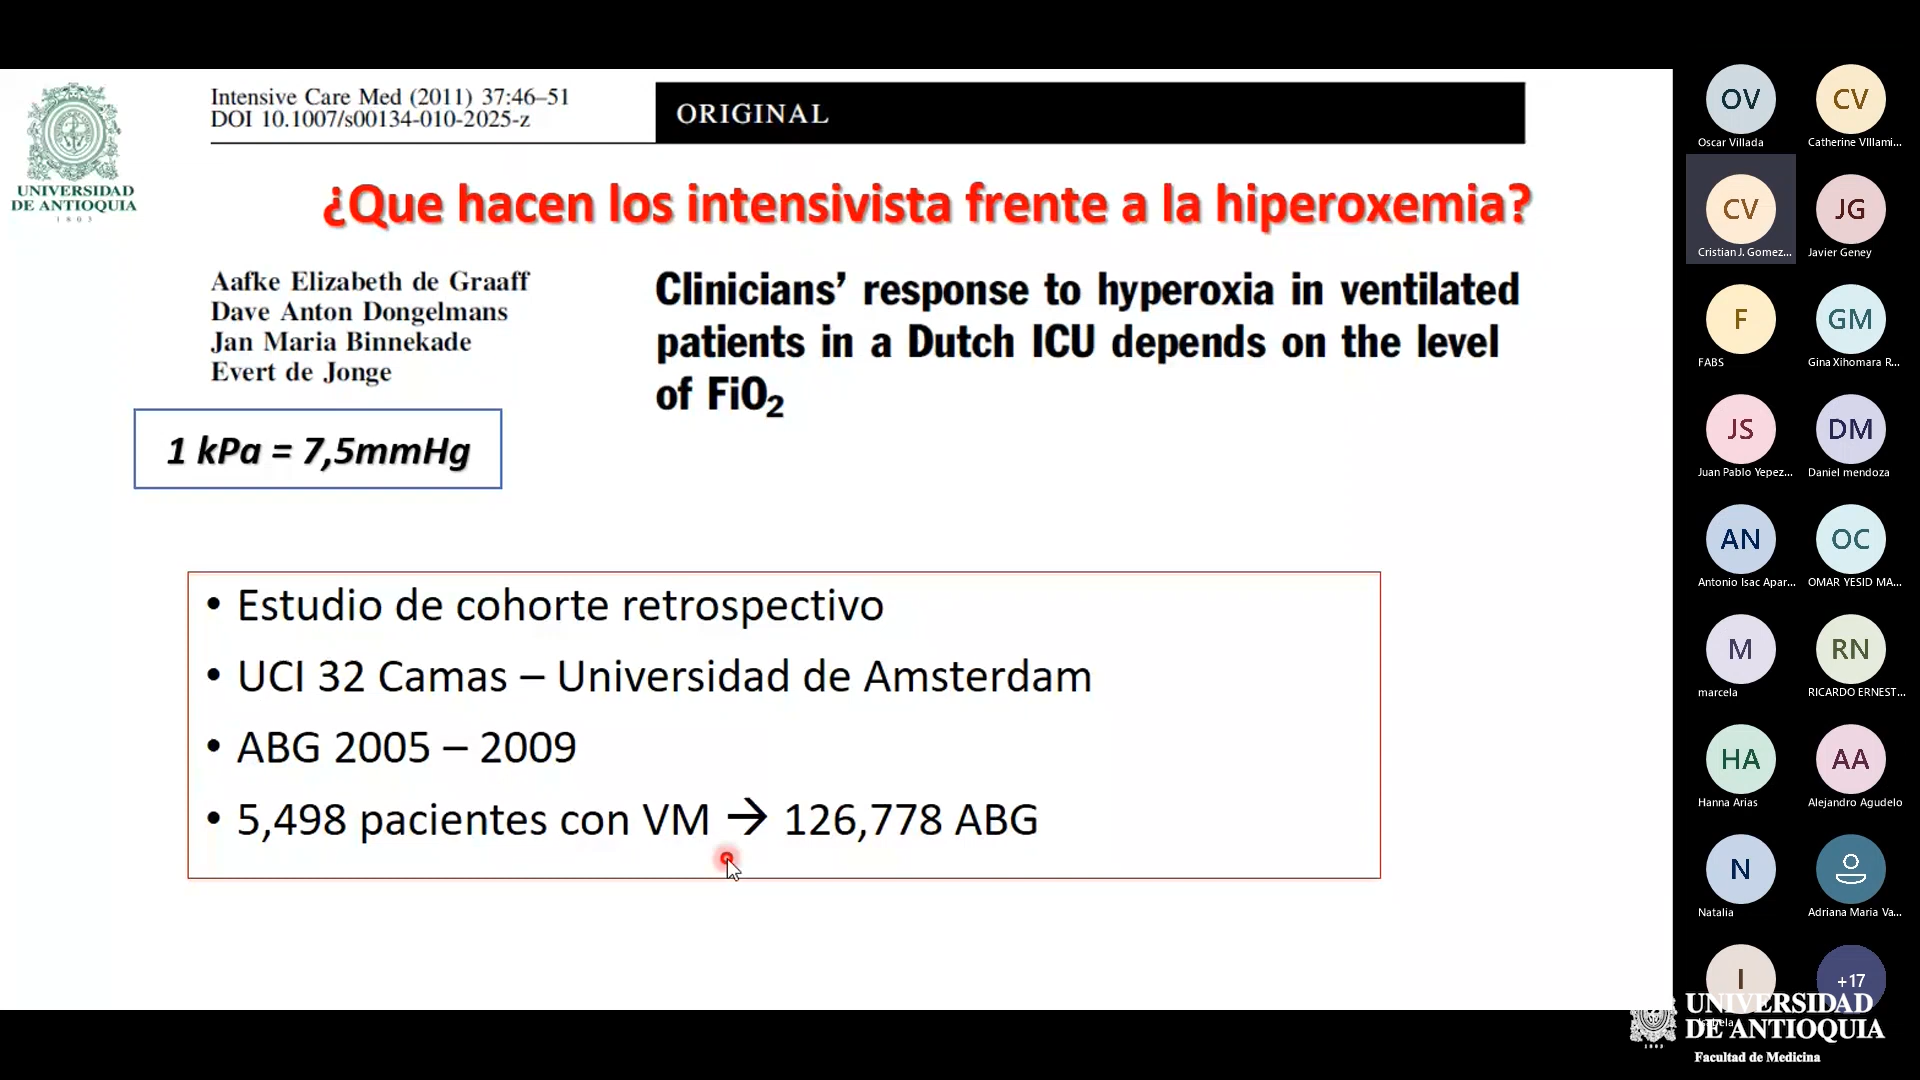 UNIVERSIDAD
DE ANTIOQUIA
1803
Intensive Care Med (2011) 37:46–51
DOI 10.1007/s00134-010-2025-z
ORIGINAL
¿Que hacen los intensivista frente a la hiperoxemia?
Aafke Elizabeth de Graaff
Dave Anton Dongelmans
Jan Maria Binnekade
Evert de Jonge
Clinicians’ response to hyperoxia in ventilated
patients in a Dutch ICU depends on the level
of FiO₂
1 kPa = 7,5mmHg
• Estudio de cohorte retrospectivo
• UCI 32 Camas – Universidad de Amsterdam
• ABG 2005 – 2009
• 5,498 pacientes con VM → 126,778 ABG
OV
Oscar Villada
CV
Catherine VIllami...
CV
Cristian J. Gomez...
JG
Javier Geney
F
FABS
GM
Gina Xihomara R...
JS
Juan Pablo Yepez...
DM
Daniel mendoza
AN
Antonio Isac Apar...
OC
OMAR YESID MA...
M
marcela
RN
RICARDO ERNEST...
HA
Hanna Arias
AA
Alejandro Agudelo
N
Natalia
Adriana Maria Va...
I
+17
UNIVERSIDAD
DE ANTIOQUIA
1803
Facultad de Medicina